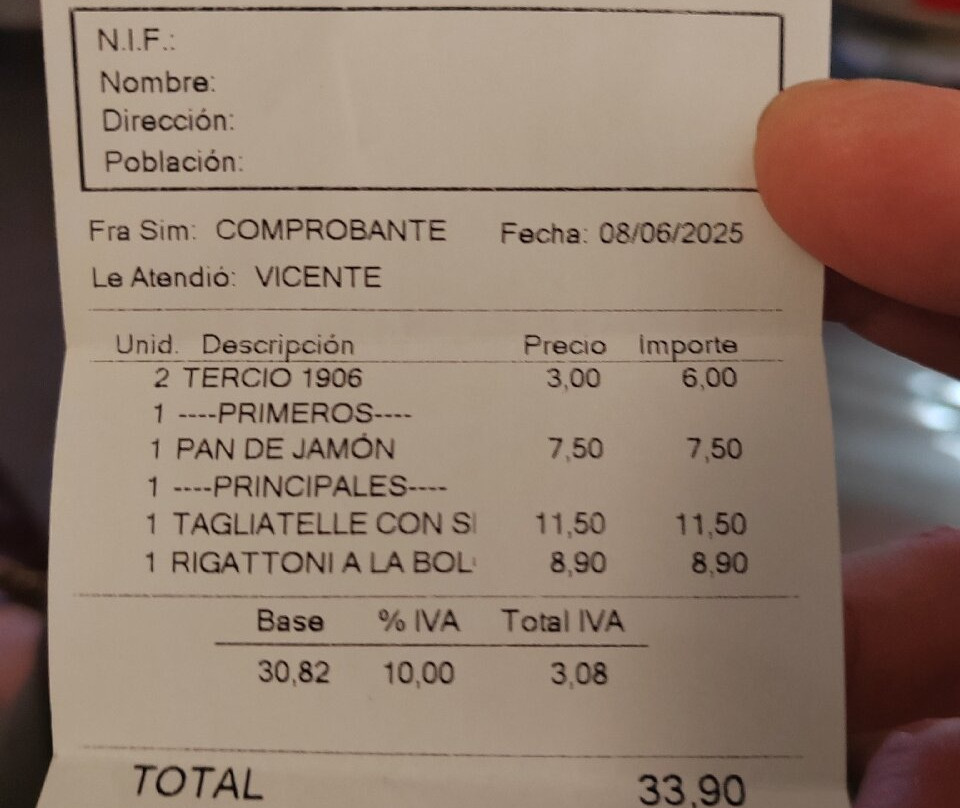 N.I.F.:
Nombre:
Dirección:
Población:
Fra Sim: COMPROBANTE Fecha: 08/06/2025
Le Atendió: VICENTE
Unid. Descripción Precio Importe
2 TERCIO 1906 3,00 6,00
1 ----PRIMEROS----
1 PAN DE JAMÓN 7,50 7,50
1 ----PRINCIPALES----
1 TAGLIATELLE CON S 11,50 11,50
1 RIGATTONI A LA BOL 8,90 8,90
Base % IVA Total IVA
30,82 10,00 3,08
TOTAL 33,90